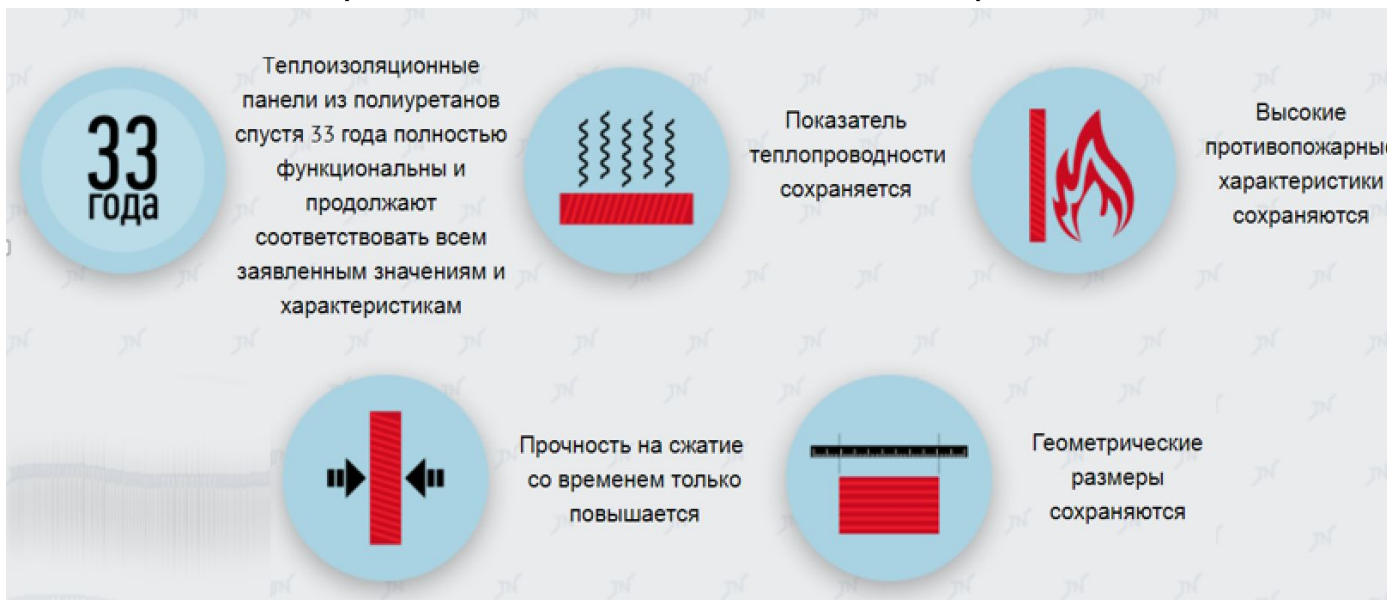 33
года
Теплоизоляционные
панели из полиуретанов
спустя 33 года полностью
функциональны и
продолжают
соответствовать всем
заявленным значениям и
характеристикам
Показатель
теплопроводности
сохраняется
Высокие
противопожарные
характеристики
сохраняются
Прочность на сжатие
со временем только
повышается
Геометрические
размеры
сохраняются